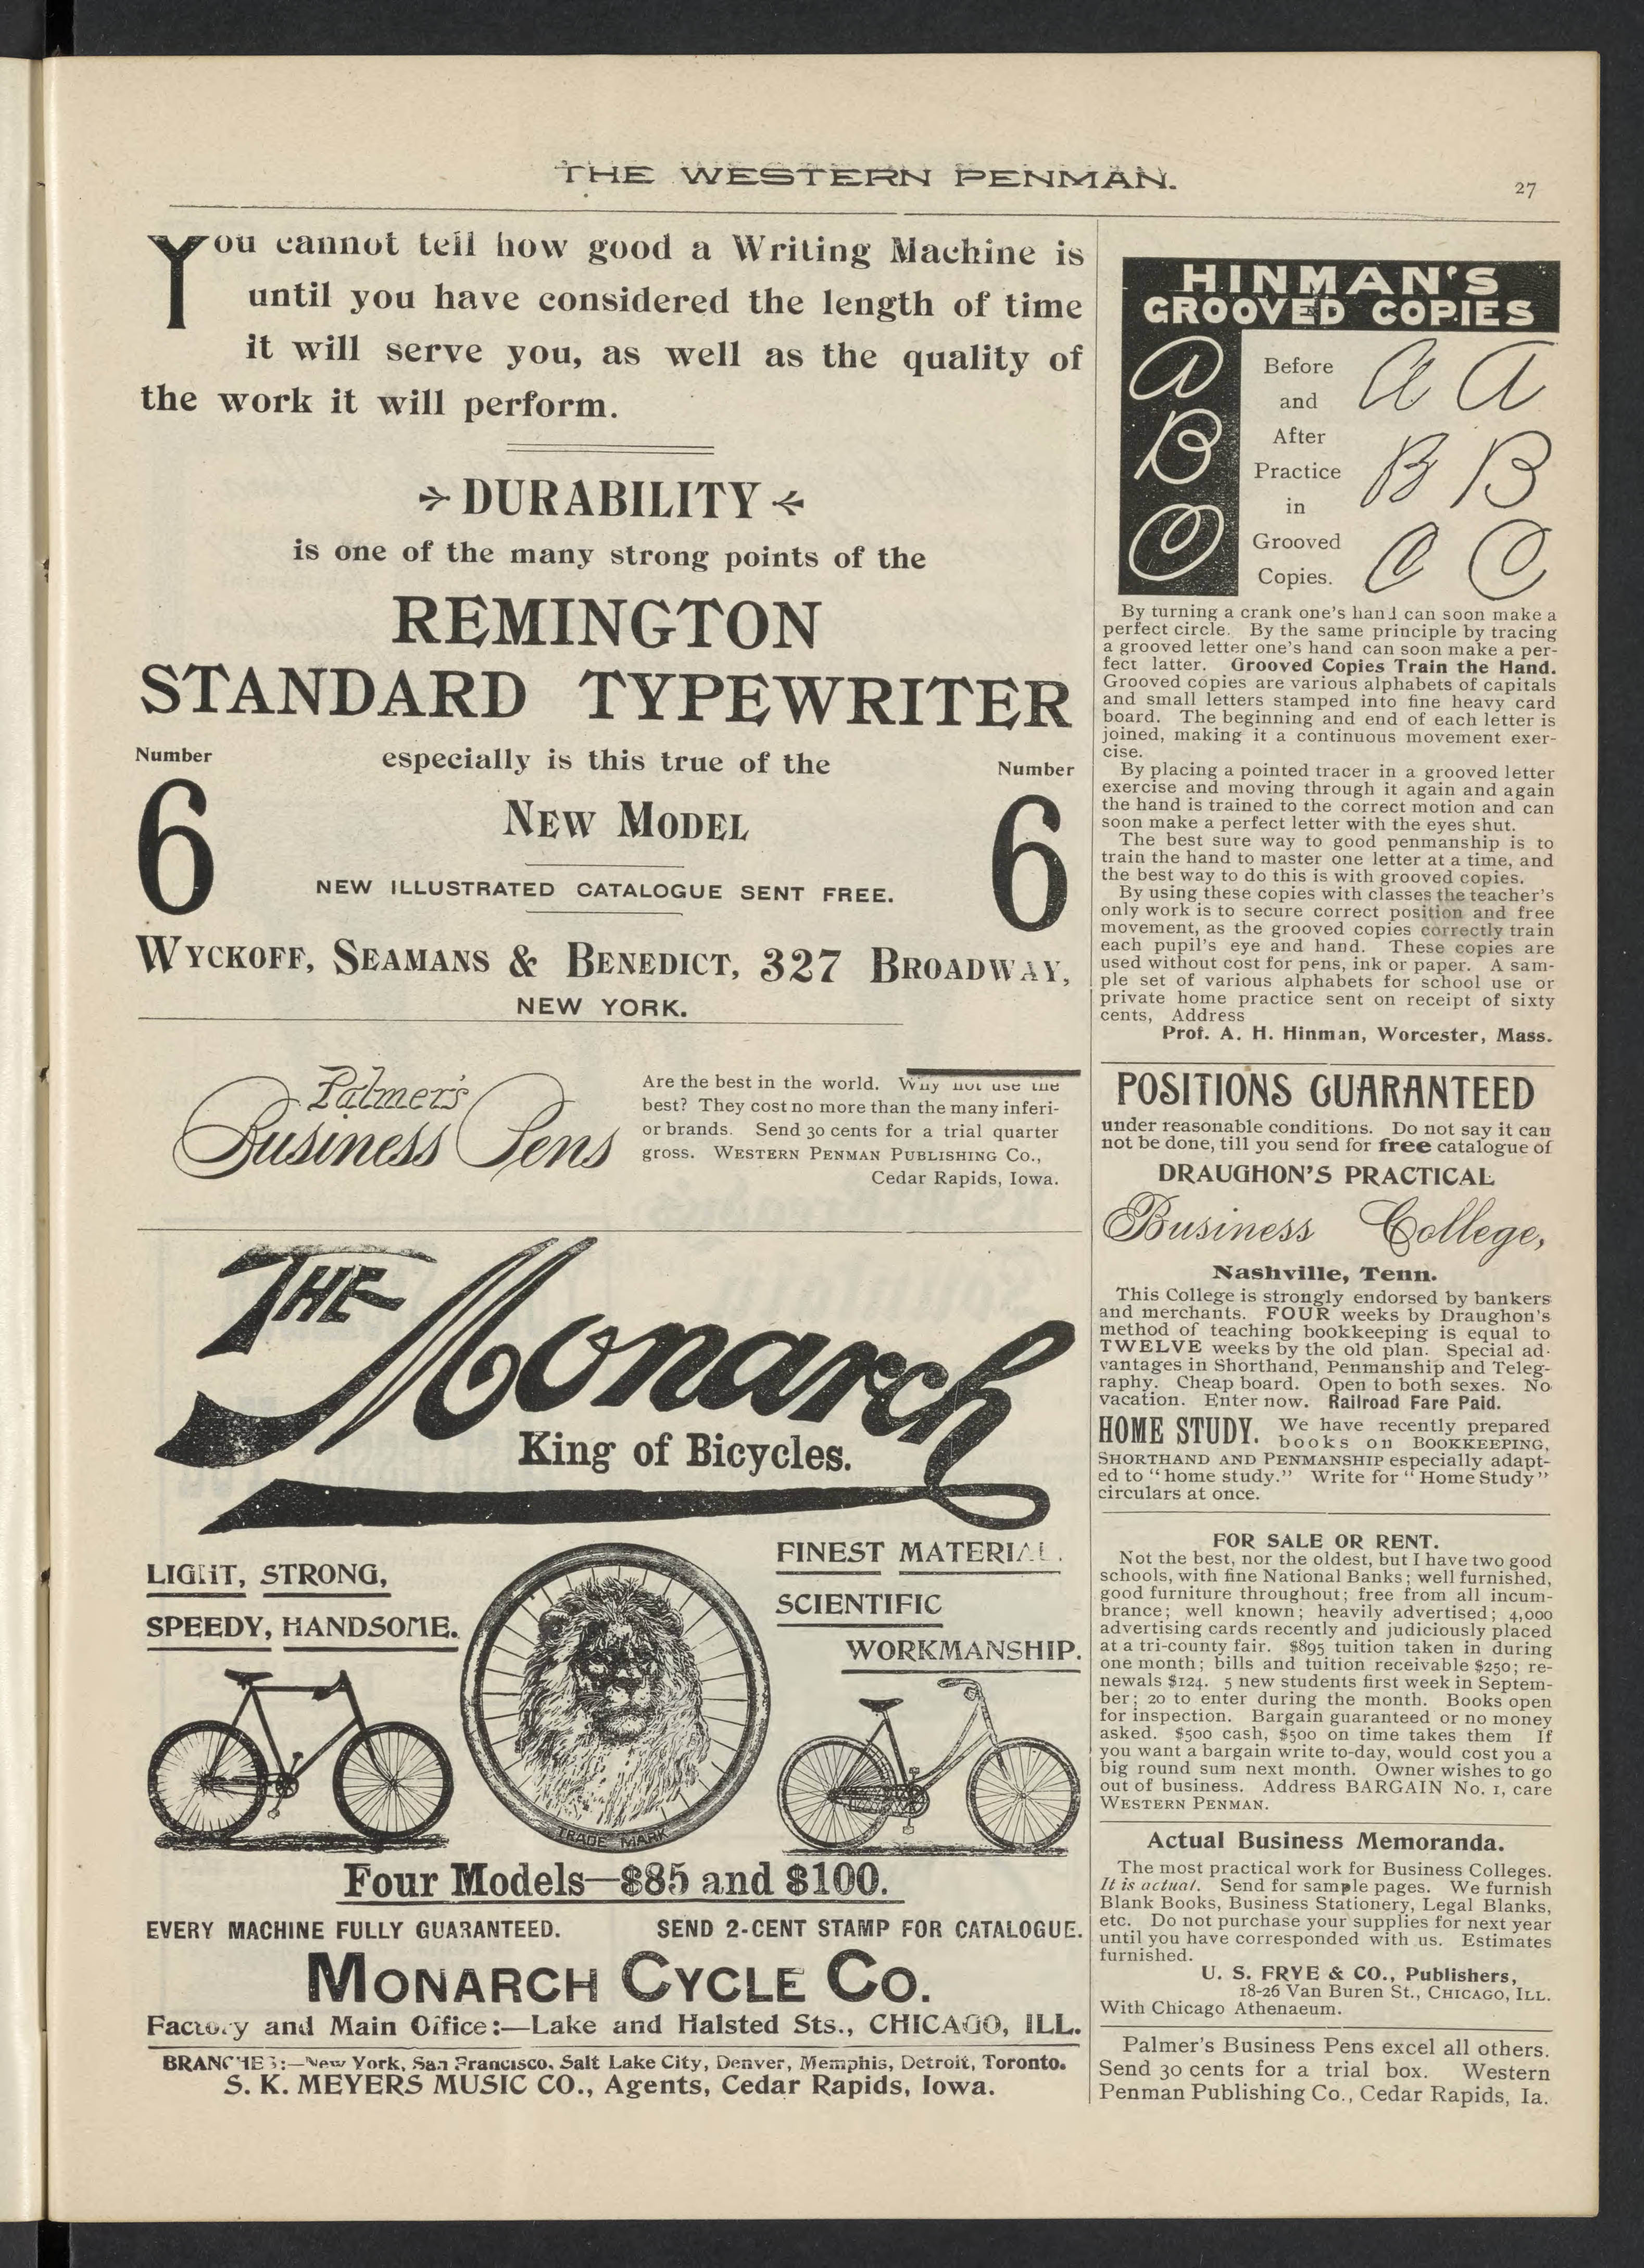 THE WESTERN PENMAN.
27
You cannot tell how good a Writing Machine is
until you have considered the length of time
it will serve you, as well as the quality of
the work it will perform.
DURABILITY
is one of the many strong points of the
REMINGTON
STANDARD TYPEWRITER
Number
especially is this true of the
Number
6
NEW MODEL
6
NEW ILLUSTRATED CATALOGUE SENT FREE.
WYCKOFF, SEAMANS & BENEDICT, 327 BROADWAY,
NEW YORK.
Palmer's
Business Pens
Are the best in the world. Why not use the
best? They cost no more than the many inferi-
or brands. Send 30 cents for a trial quarter
gross. WESTERN PENMAN PUBLISHING CO.,
Cedar Rapids, Iowa.
THE Monarch
King of Bicycles.
LIGHT, STRONG,
SPEEDY, HANDSOME.
FINEST MATERIAL.
SCIENTIFIC
WORKMANSHIP.
TRADE MARK
Four Models—$85 and $100.
EVERY MACHINE FULLY GUARANTEED. SEND 2-CENT STAMP FOR CATALOGUE.
MONARCH CYCLE CO.
Factory and Main Office:—Lake and Halsted Sts., CHICAGO, ILL.
BRANCHES:—New York, San Francisco, Salt Lake City, Denver, Memphis, Detroit, Toronto.
S. K. MEYERS MUSIC CO., Agents, Cedar Rapids, Iowa.
HINMAN'S
GROOVED COPIES
A
B
O
Before
and
After
Practice
in
Grooved
Copies.
A A
B B
C C
By turning a crank one's hand can soon make a
perfect circle. By the same principle by tracing
a grooved letter one's hand can soon make a per-
fect latter. Grooved Copies Train the Hand.
Grooved copies are various alphabets of capitals
and small letters stamped into fine heavy card
board. The beginning and end of each letter is
joined, making it a continuous movement exer-
cise.
By placing a pointed tracer in a grooved letter
exercise and moving through it again and again
the hand is trained to the correct motion and can
soon make a perfect letter with the eyes shut.
The best sure way to good penmanship is to
train the hand to master one letter at a time, and
the best way to do this is with grooved copies.
By using these copies with classes the teacher's
only work is to secure correct position and free
movement, as the grooved copies correctly train
each pupil's eye and hand. These copies are
used without cost for pens, ink or paper. A sam-
ple set of various alphabets for school use or
private home practice sent on receipt of sixty
cents, Address
Prof. A. H. Hinman, Worcester, Mass.
POSITIONS GUARANTEED
under reasonable conditions. Do not say it can
not be done, till you send for free catalogue of
DRAUGHON'S PRACTICAL
Business College,
Nashville, Tenn.
This College is strongly endorsed by bankers
and merchants. FOUR weeks by Draughon's
method of teaching bookkeeping is equal to
TWELVE weeks by the old plan. Special ad-
vantages in Shorthand, Penmanship and Teleg-
raphy. Cheap board. Open to both sexes. No
vacation. Enter now. Railroad Fare Paid.
HOME STUDY. We have recently prepared
books on BOOKKEEPING,
SHORTHAND AND PENMANSHIP especially adapt-
ed to "home study." Write for "Home Study"
circulars at once.
FOR SALE OR RENT.
Not the best, nor the oldest, but I have two good
schools, with fine National Banks; well furnished,
good furniture throughout; free from all incum-
brance; well known; heavily advertised; 4,000
advertising cards recently and judiciously placed
at a tri-county fair. $895 tuition taken in during
one month; bills and tuition receivable $250; re-
newals $124. 5 new students first week in Septem-
ber; 20 to enter during the month. Books open
for inspection. Bargain guaranteed or no money
asked. $500 cash, $500 on time takes them If
you want a bargain write to-day, would cost you a
big round sum next month. Owner wishes to go
out of business. Address BARGAIN No. 1, care
WESTERN PENMAN.
Actual Business Memoranda.
The most practical work for Business Colleges.
It is actual. Send for sample pages. We furnish
Blank Books, Business Stationery, Legal Blanks,
etc. Do not purchase your supplies for next year
until you have corresponded with us. Estimates
furnished.
U. S. FRYE & CO., Publishers,
18-26 Van Buren St., CHICAGO, ILL.
With Chicago Athenaeum.
Palmer's Business Pens excel all others.
Send 30 cents for a trial box. Western
Penman Publishing Co., Cedar Rapids, Ia.